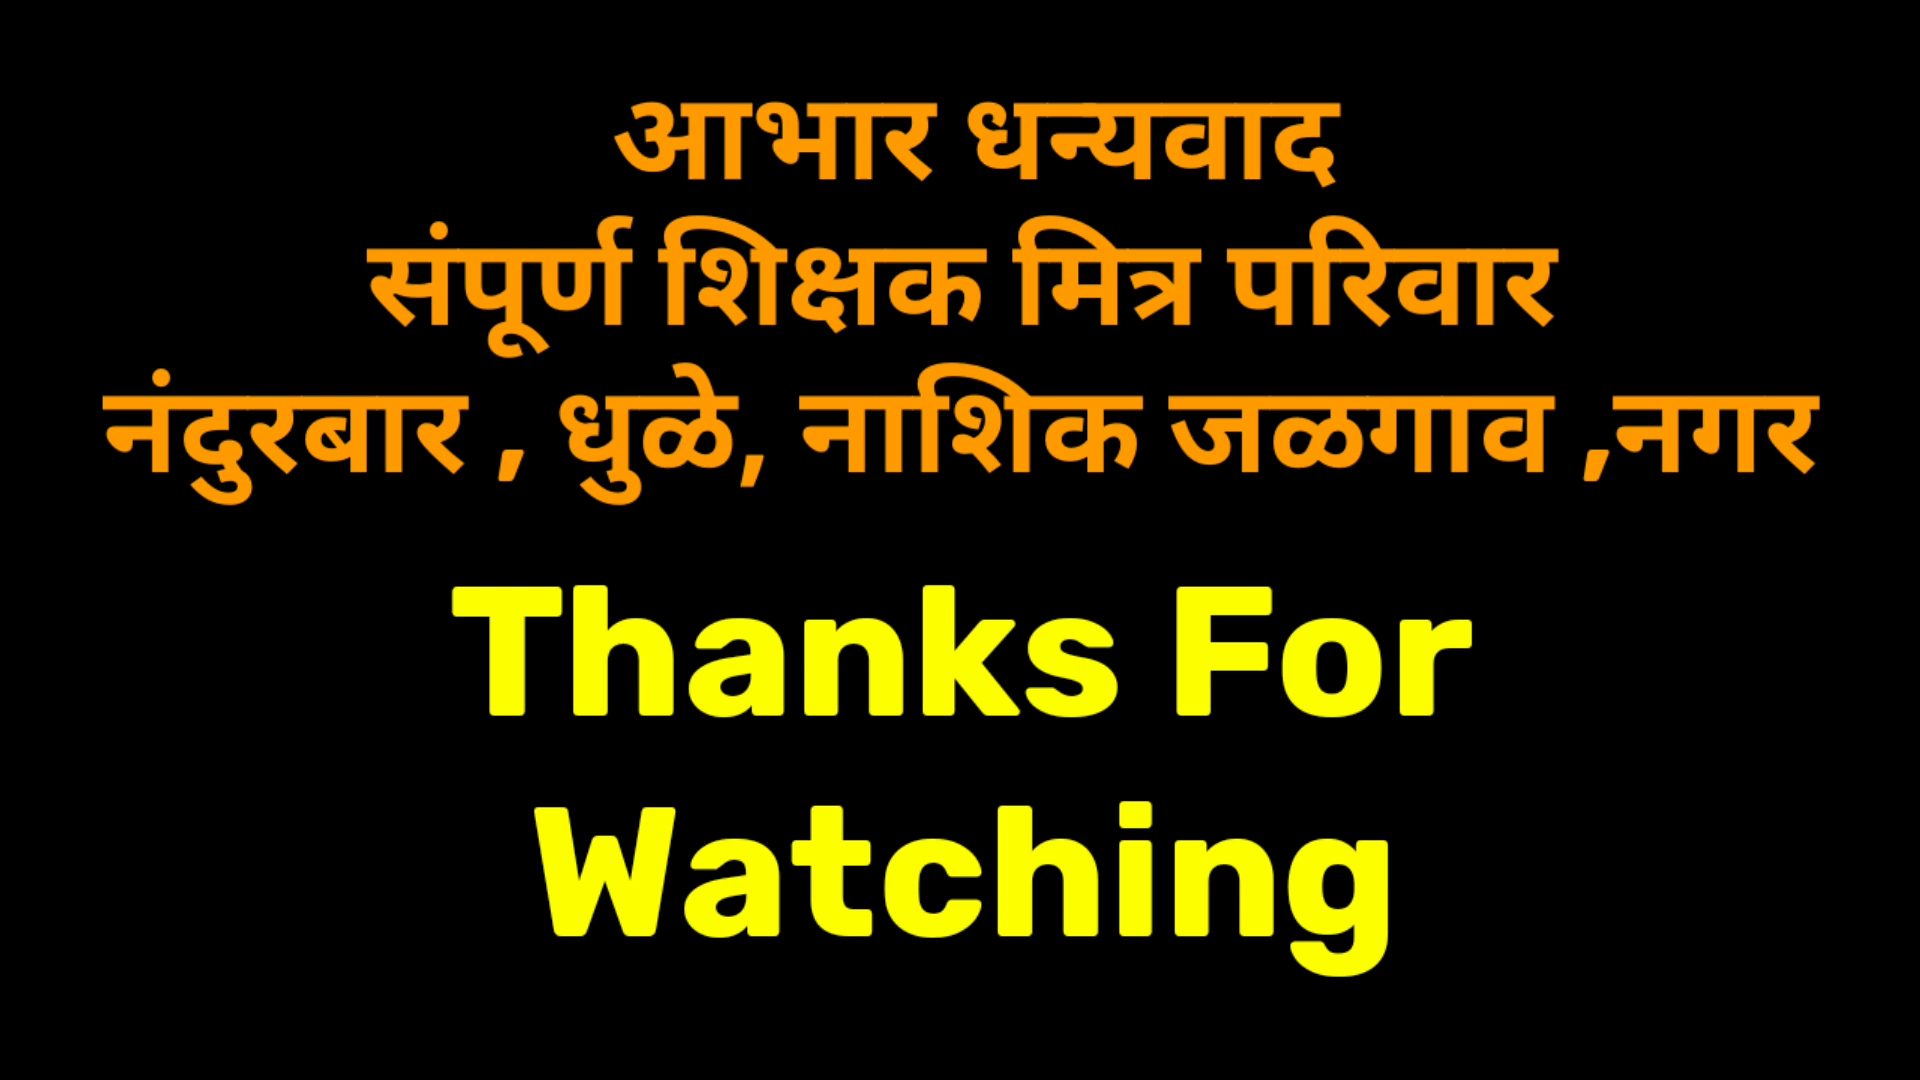 आभार धन्यवाद
संपूर्ण शिक्षक मित्र परिवार
नंदुरबार , धुळे, नाशिक जळगाव ,नगर
Thanks For
Watching